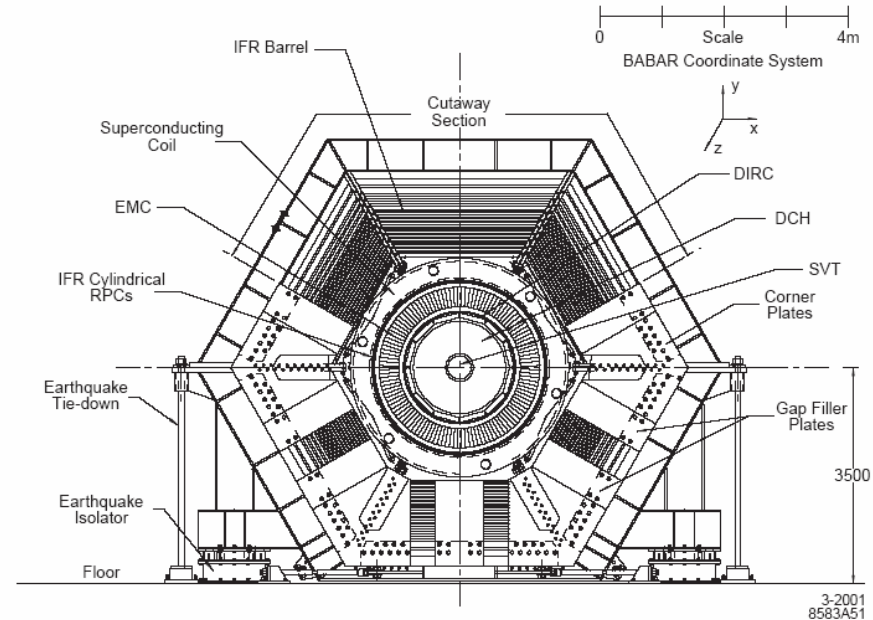 0
4m
Scale
BABAR Coordinate System
y
x
z
IFR Barrel
Cutaway
Section
Superconducting
Coil
DIRC
EMC
DCH
SVT
IFR Cylindrical
RPCs
Corner
Plates
Earthquake
Tie-down
Gap Filler
Plates
3500
Earthquake
Isolator
Floor
3-2001
8583A51